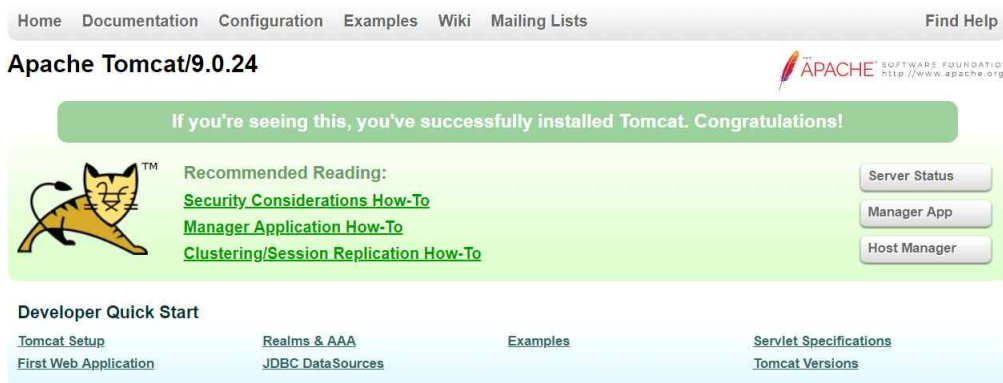 Home Documentation Configuration Examples Wiki Mailing Lists Find Help
Apache Tomcat/9.0.24
THE APACHE® SOFTWARE FOUNDATION
http://www.apache.org
If you're seeing this, you've successfully installed Tomcat. Congratulations!
TM
Recommended Reading:
Security Considerations How-To
Manager Application How-To
Clustering/Session Replication How-To
Server Status
Manager App
Host Manager
Developer Quick Start
Tomcat Setup
First Web Application
Realms & AAA
JDBC DataSources
Examples
Servlet Specifications
Tomcat Versions